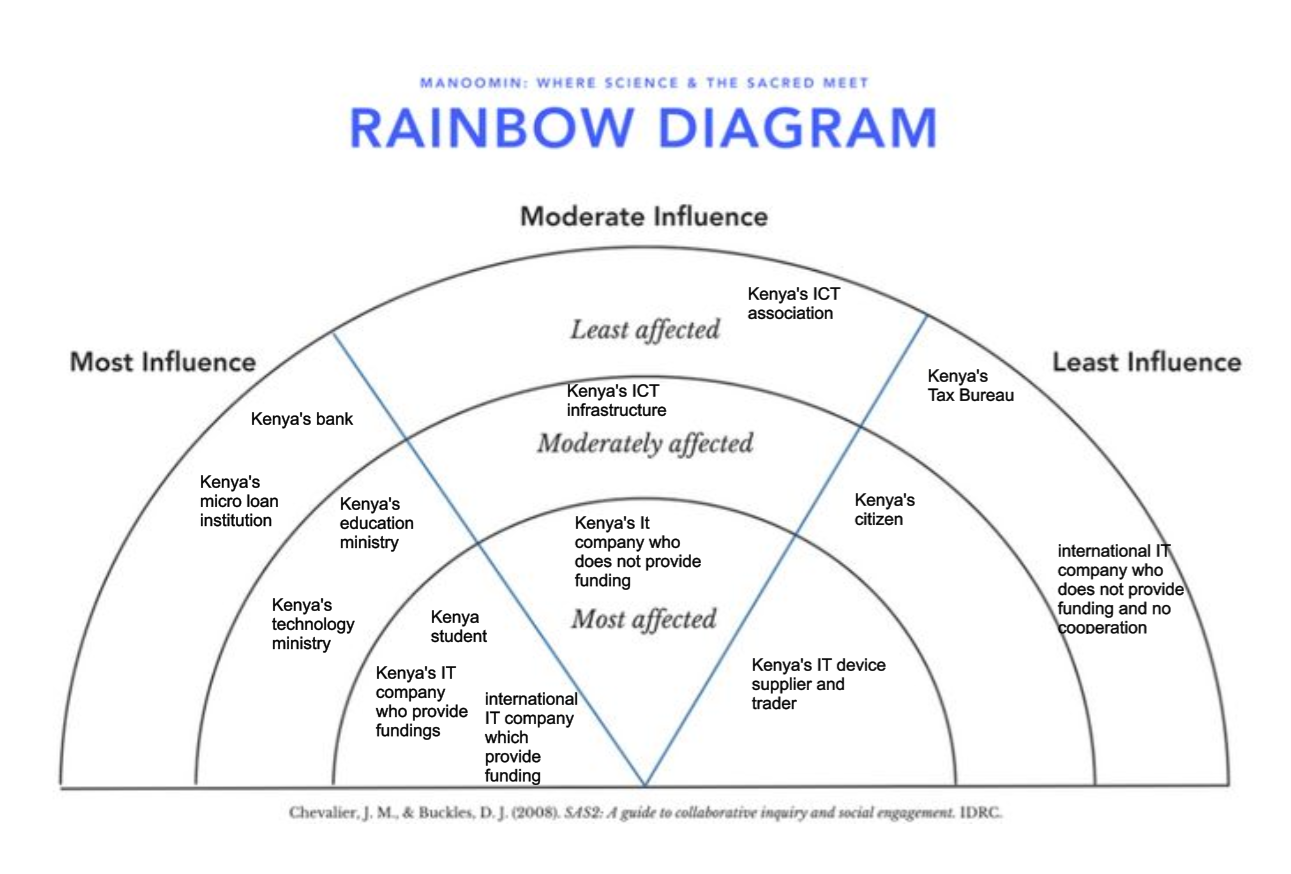 MANOOMIN: WHERE SCIENCE & THE SACRED MEET
RAINBOW DIAGRAM
Moderate Influence
Kenya's ICT
association
Least affected
Most Influence
Least Influence
Kenya's
Tax Bureau
Kenya's ICT
infrastructure
Kenya's bank
Moderately affected
Kenya's
micro loan
institution
Kenya's
education
ministry
Kenya's
citizen
Kenya's It
company who
does not provide
funding
international IT
company who
does not provide
funding and no
cooperation
Kenya's
technology
ministry
Kenya
student
Most affected
Kenya's IT
company
who provide
fundings
international
IT company
which
provide
funding
Kenya's IT device
supplier and
trader
Chevalier, J. M., & Buckles, D. J. (2008). SAS2: A guide to collaborative inquiry and social engagement. IDRC.